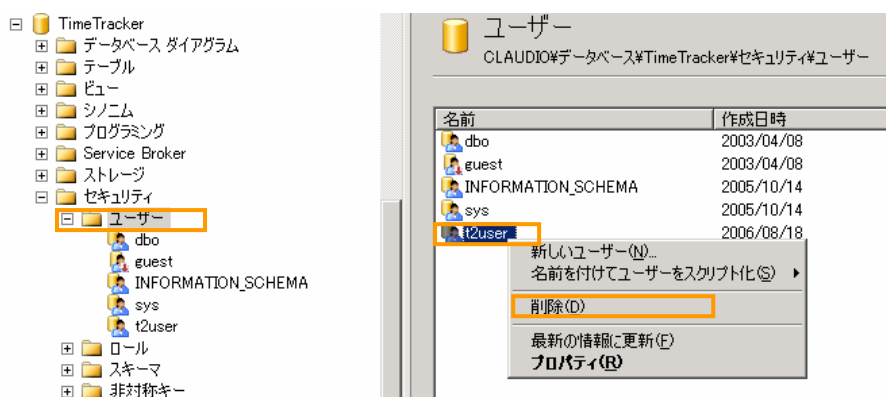 TimeTracker
データベース ダイアグラム
テーブル
ビュー
シノニム
プログラミング
Service Broker
ストレージ
セキュリティ
ユーザー
dbo
guest
INFORMATION_SCHEMA
sys
t2user
ロール
スキーマ
非対称キー
ユーザー
CLAUDIO¥データベース¥TimeTracker¥セキュリティ¥ユーザー
名前 作成日時
dbo 2003/04/08
guest 2003/04/08
INFORMATION_SCHEMA 2005/10/14
sys 2005/10/14
t2user 2006/08/18
新しいユーザー(N)...
名前を付けてユーザーをスクリプト化(S)
削除(D)
最新の情報に更新(F)
プロパティ(R)